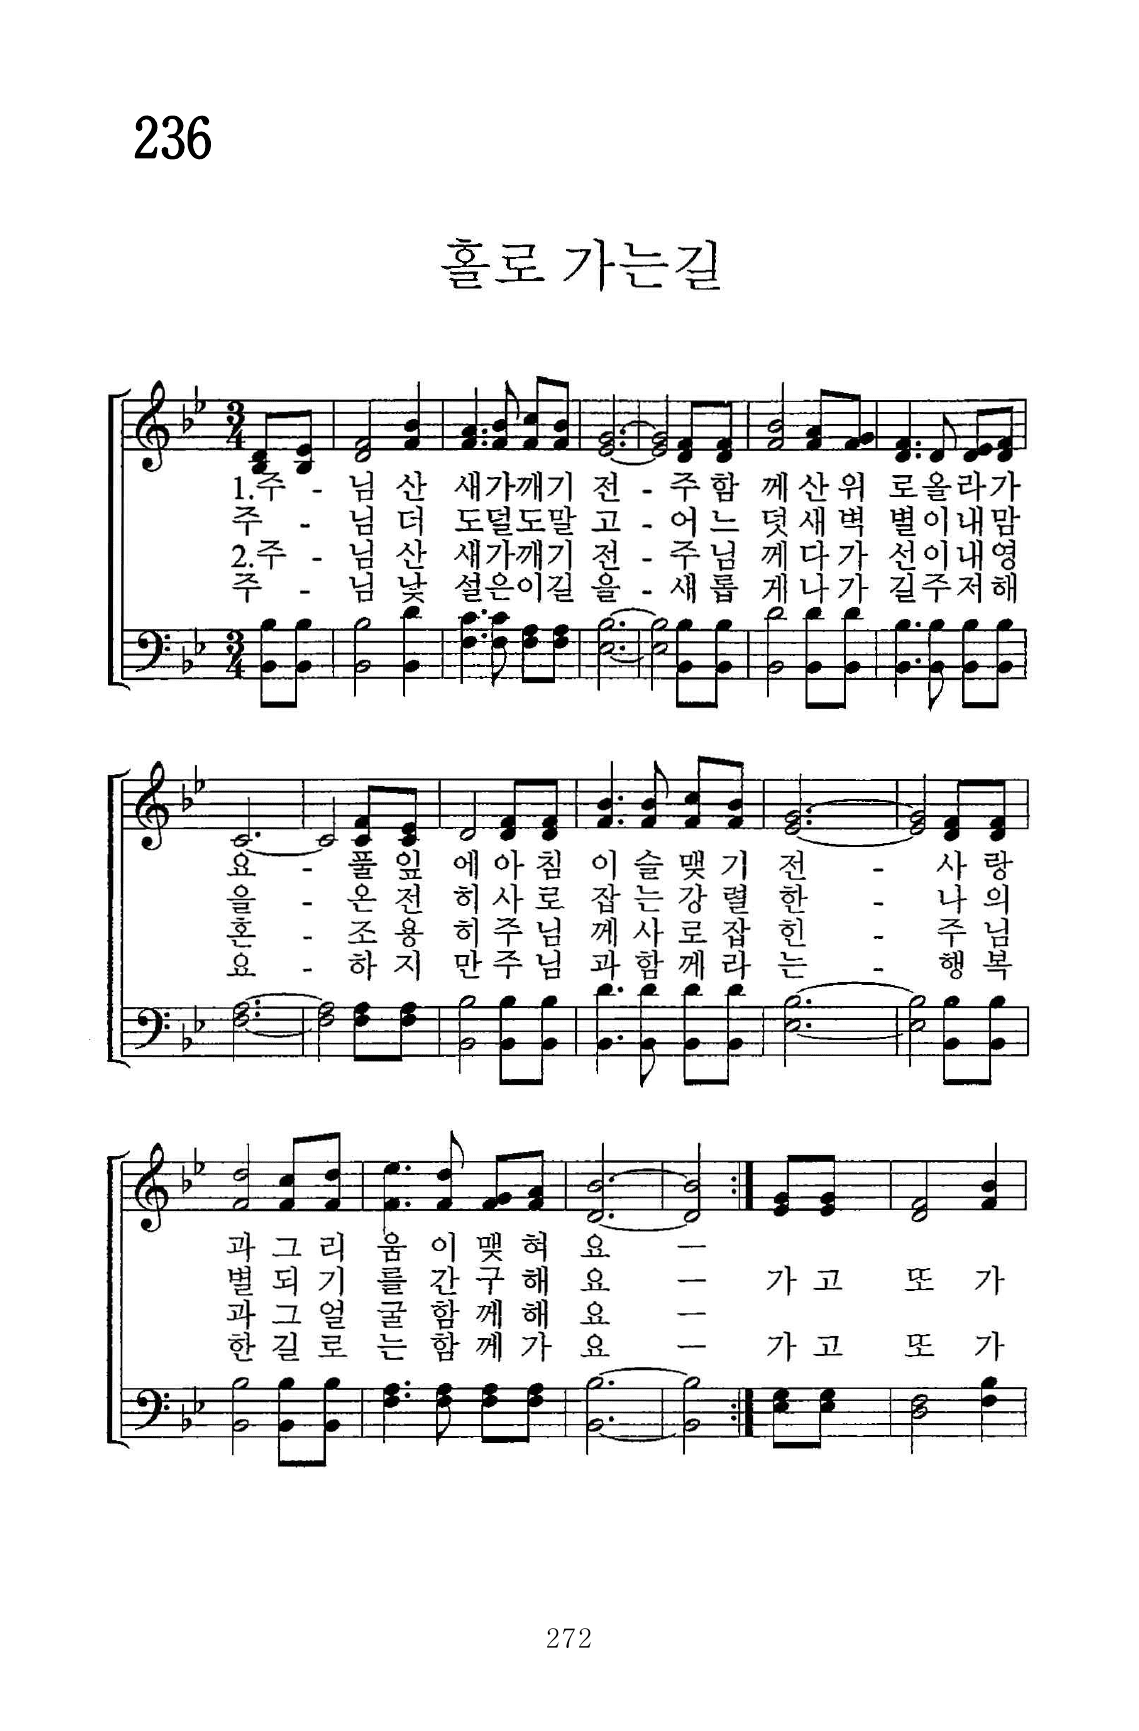 236
홀로 가는길
3 4
1.주 - 님 산 새가깨기 전 - 주 함 께 산 위 로올라가
주 - 님 더 도덜도말 고 - 어 느 덧 새 벽 별이내맘
2.주 - 님 산 새가깨기 전 - 주 님 께 다 가 선이내영
주 - 님 낯 설은이길 을 - 새 롭 게 나 가 길주저해
3 4
요 - 풀 잎 에 아 침 이 슬 맺 기 전 - 사 랑
을 - 온 전 히 사 로 잡 는 강 렬 한 - 나 의
혼 - 조 용 히 주 님 께 사 로 잡 힌 - 주 님
요 - 하 지 만 주 님 과 함 께 라 는 - 행 복
과 그 리 움 이 맺 혀 요 ー
별 되 기 를 간 구 해 요 ー 가 고 또 가
과 그 얼 굴 함 께 해 요 ー
한 길 로 는 함 께 가 요 ー 가 고 또 가
272